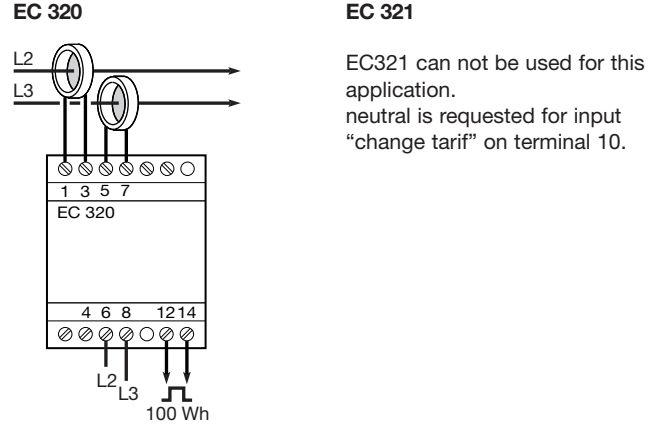 EC 320
L2
L3
1 3 5 7
EC 320
4 6 8 12 14
L2
L3
100 Wh
EC 321
EC321 can not be used for this
application.
neutral is requested for input
“change tarif” on terminal 10.